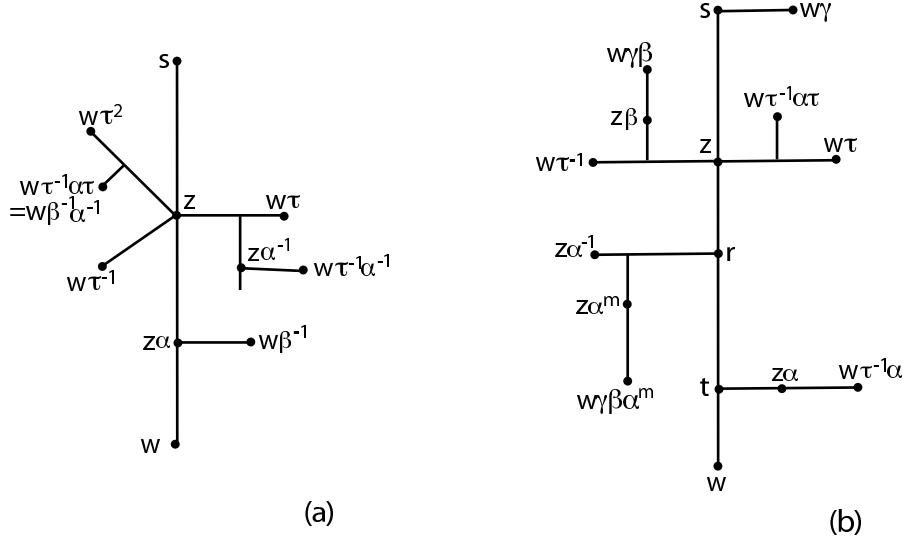 s
wτ²
wτ⁻¹ατ
=wβ⁻¹α⁻¹
z
wτ
wτ⁻¹
zα⁻¹
wτ⁻¹α⁻¹
zα
wβ⁻¹
w
(a)
s
wγ
wγβ
zβ
wτ⁻¹ατ
wτ⁻¹
z
wτ
zα⁻¹
r
zαᵐ
wγβαᵐ
t
zα
wτ⁻¹α
w
(b)